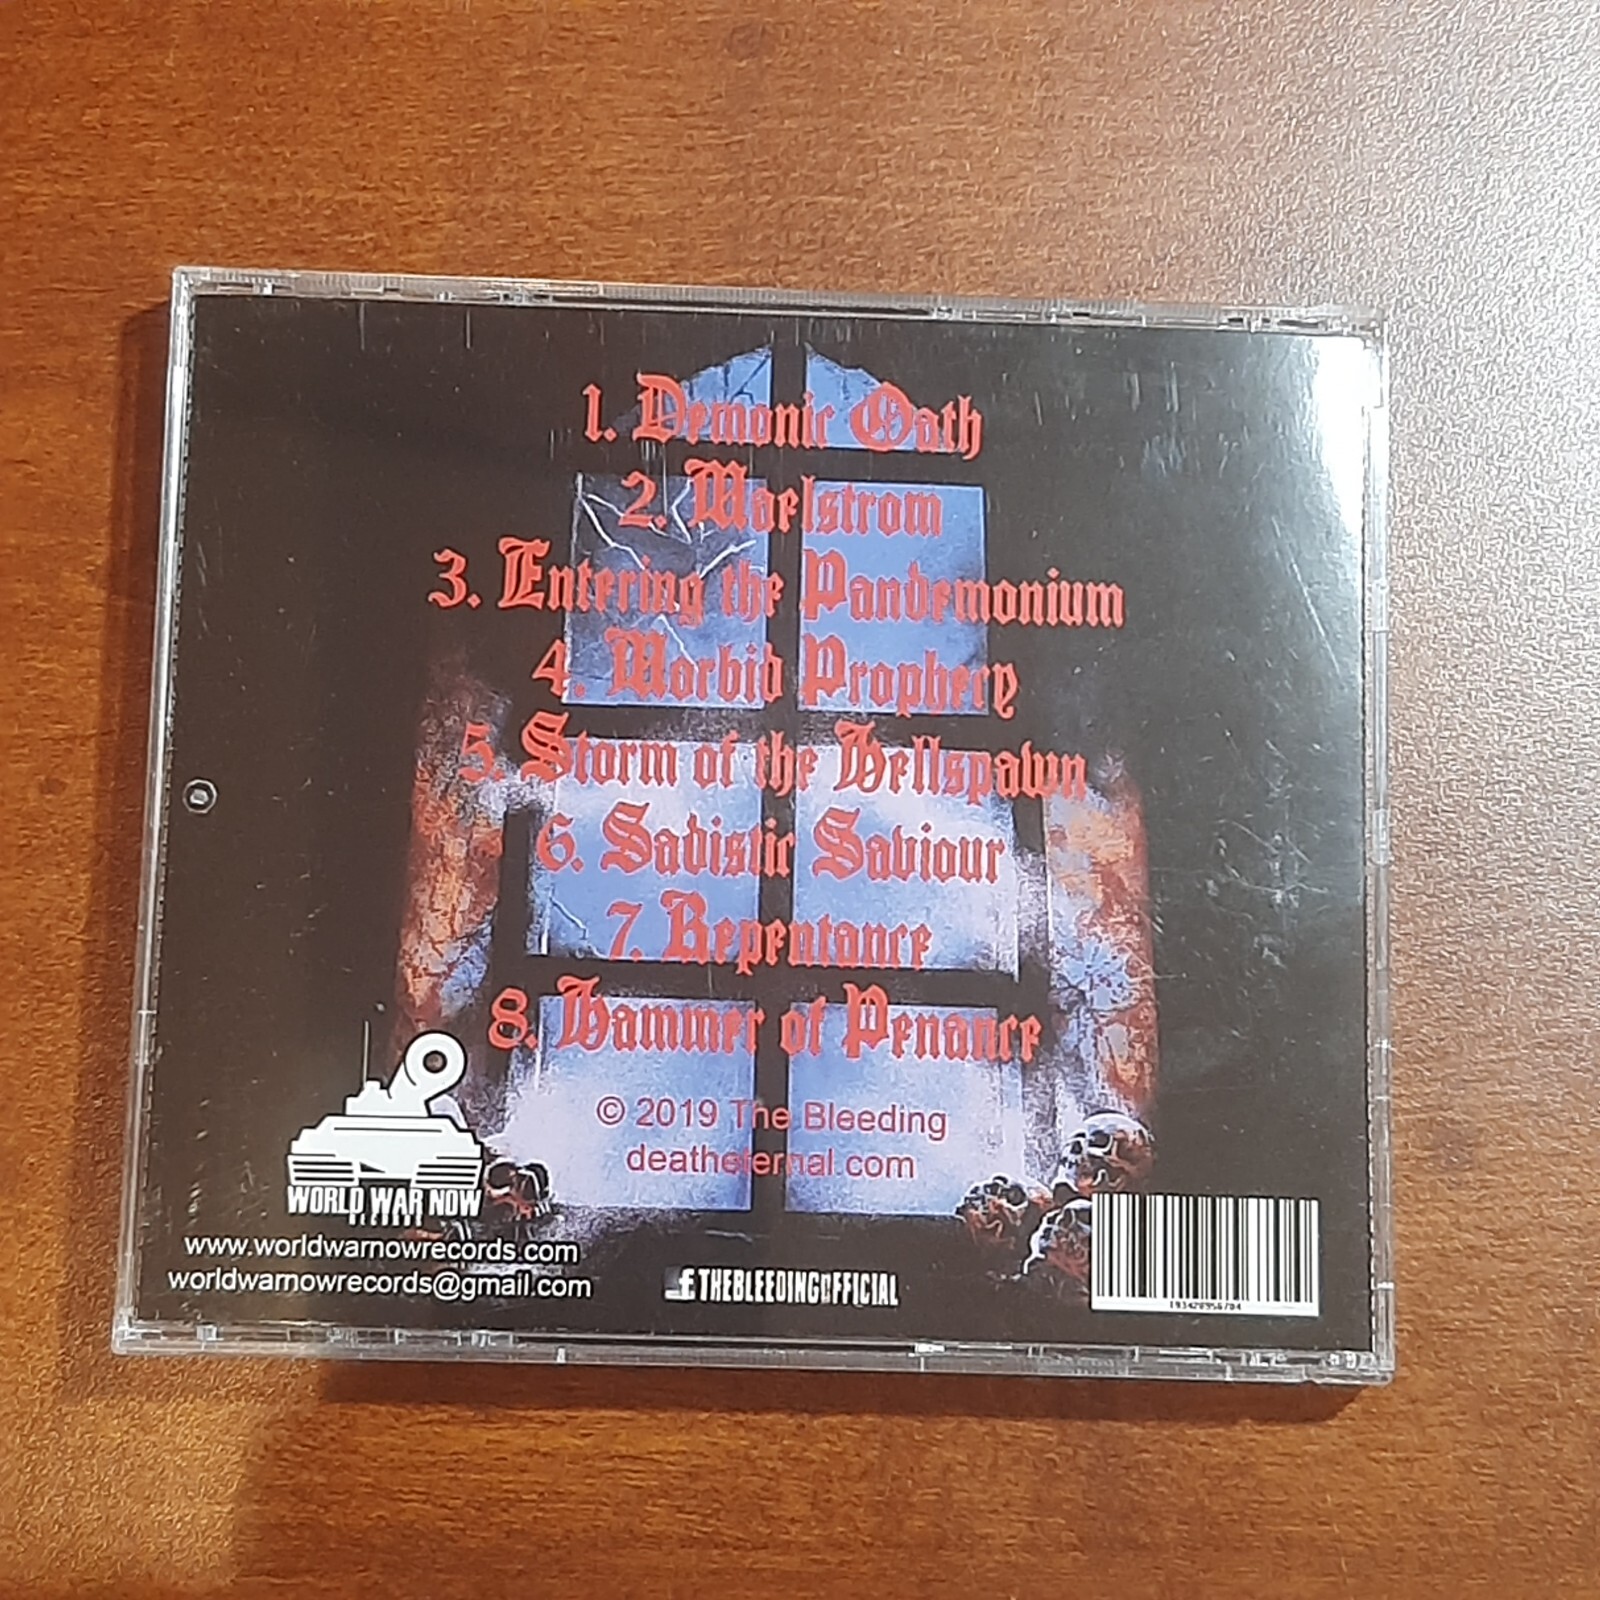 1. Demonic Oath
2. Maelstrom
3. Entering the Pandemonium
4. Morbid Prophecy
5. Storm of the Hellspawn
6. Sadistic Saviour
7. Repentance
8. Hammer of Penance
© 2019 The Bleeding
deatheternal.com
WORLD WAR NOW
RECORDS
www.worldwarnowrecords.com
worldwarnowrecords@gmail.com
f THEBLEEDINGOFFICIAL
193428956704